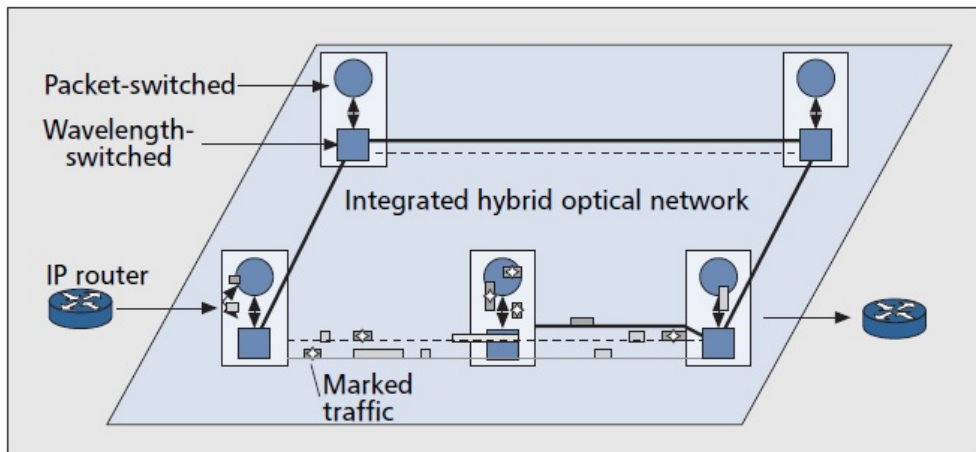 Packet-switched
Wavelength-
switched
Integrated hybrid optical network
IP router
Marked
traffic